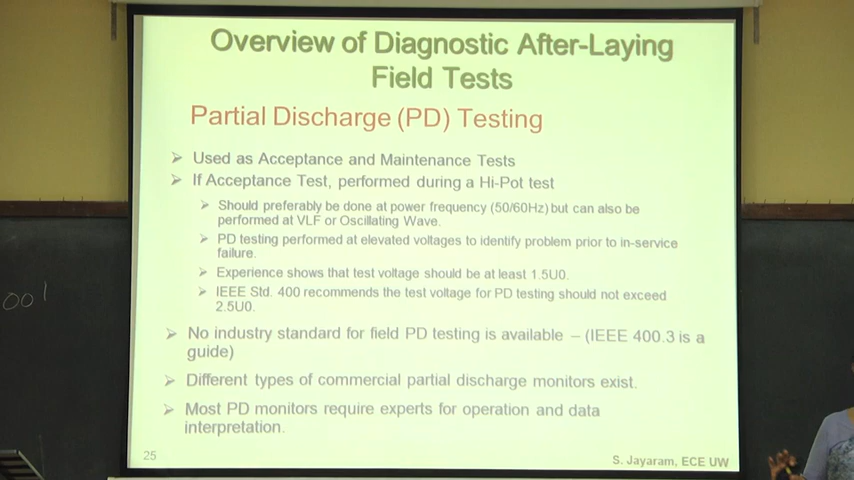 Overview of Diagnostic After-Laying
Field Tests
Partial Discharge (PD) Testing
➢ Used as Acceptance and Maintenance Tests
➢ If Acceptance Test, performed during a Hi-Pot test
➢ Should preferably be done at power frequency (50/60Hz) but can also be
performed at VLF or Oscillating Wave.
➢ PD testing performed at elevated voltages to identify problem prior to in-service
failure.
➢ Experience shows that test voltage should be at least 1.5U0.
➢ IEEE Std. 400 recommends the test voltage for PD testing should not exceed
2.5U0.
➢ No industry standard for field PD testing is available – (IEEE 400.3 is a
guide)
➢ Different types of commercial partial discharge monitors exist.
➢ Most PD monitors require experts for operation and data
interpretation.
25
S. Jayaram, ECE UW